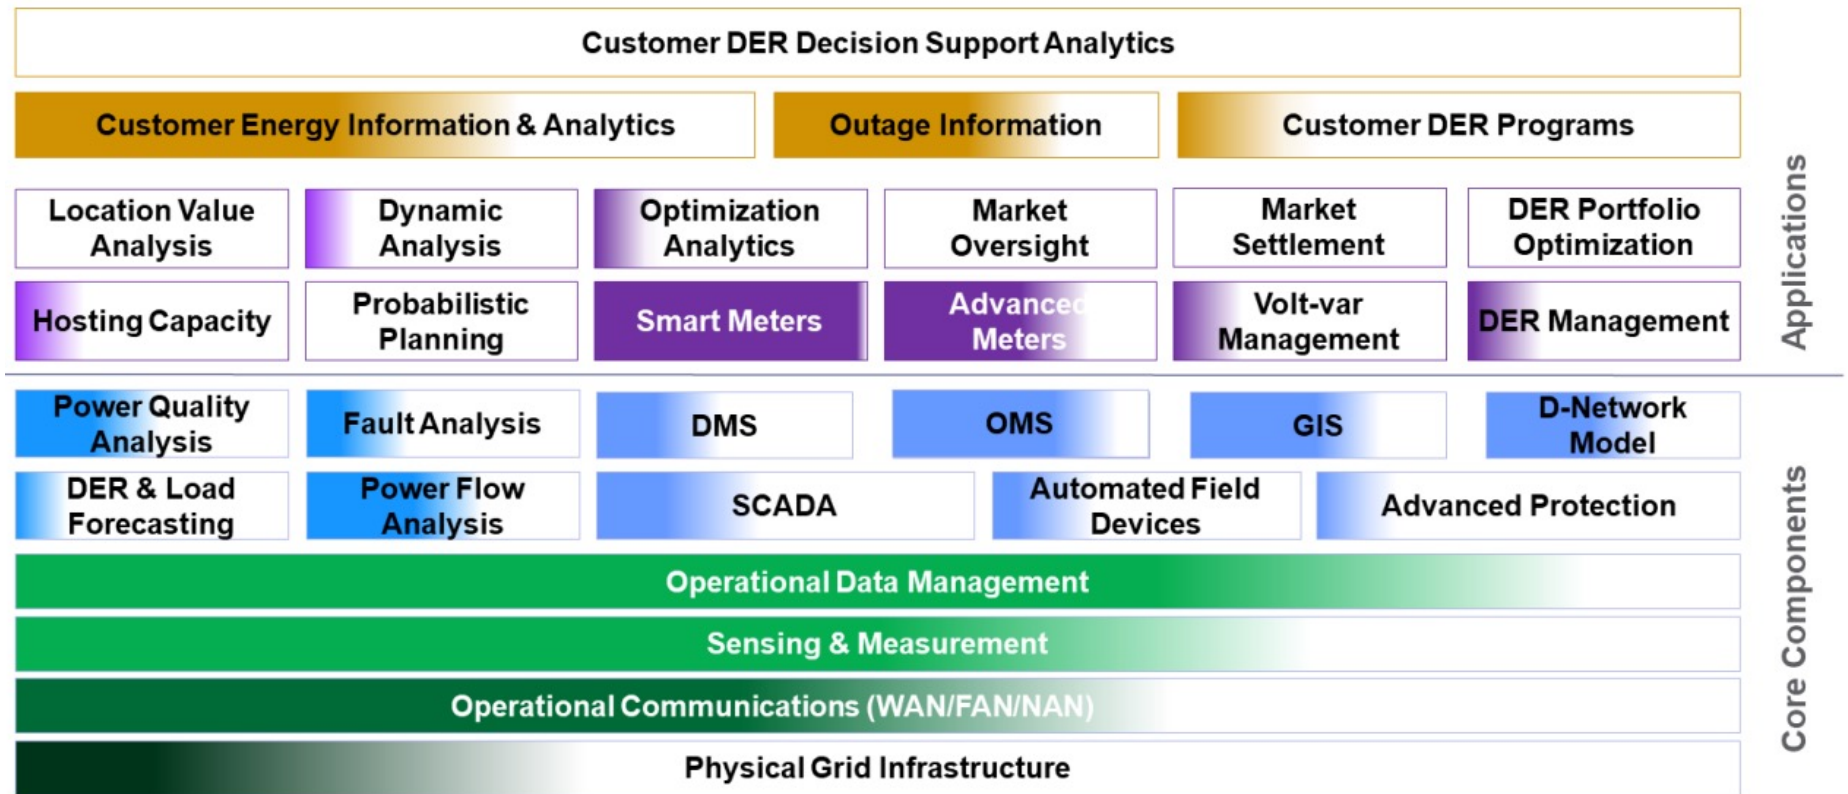 Customer DER Decision Support Analytics
Customer Energy Information & Analytics
Outage Information
Customer DER Programs
Location Value
Analysis
Dynamic
Analysis
Optimization
Analytics
Market
Oversight
Market
Settlement
DER Portfolio
Optimization
Hosting Capacity
Probabilistic
Planning
Smart Meters
Advanced
Meters
Volt-var
Management
DER Management
Applications
Power Quality
Analysis
Fault Analysis
DMS
OMS
GIS
D-Network
Model
DER & Load
Forecasting
Power Flow
Analysis
SCADA
Automated Field
Devices
Advanced Protection
Operational Data Management
Sensing & Measurement
Operational Communications (WAN/FAN/NAN)
Physical Grid Infrastructure
Core Components